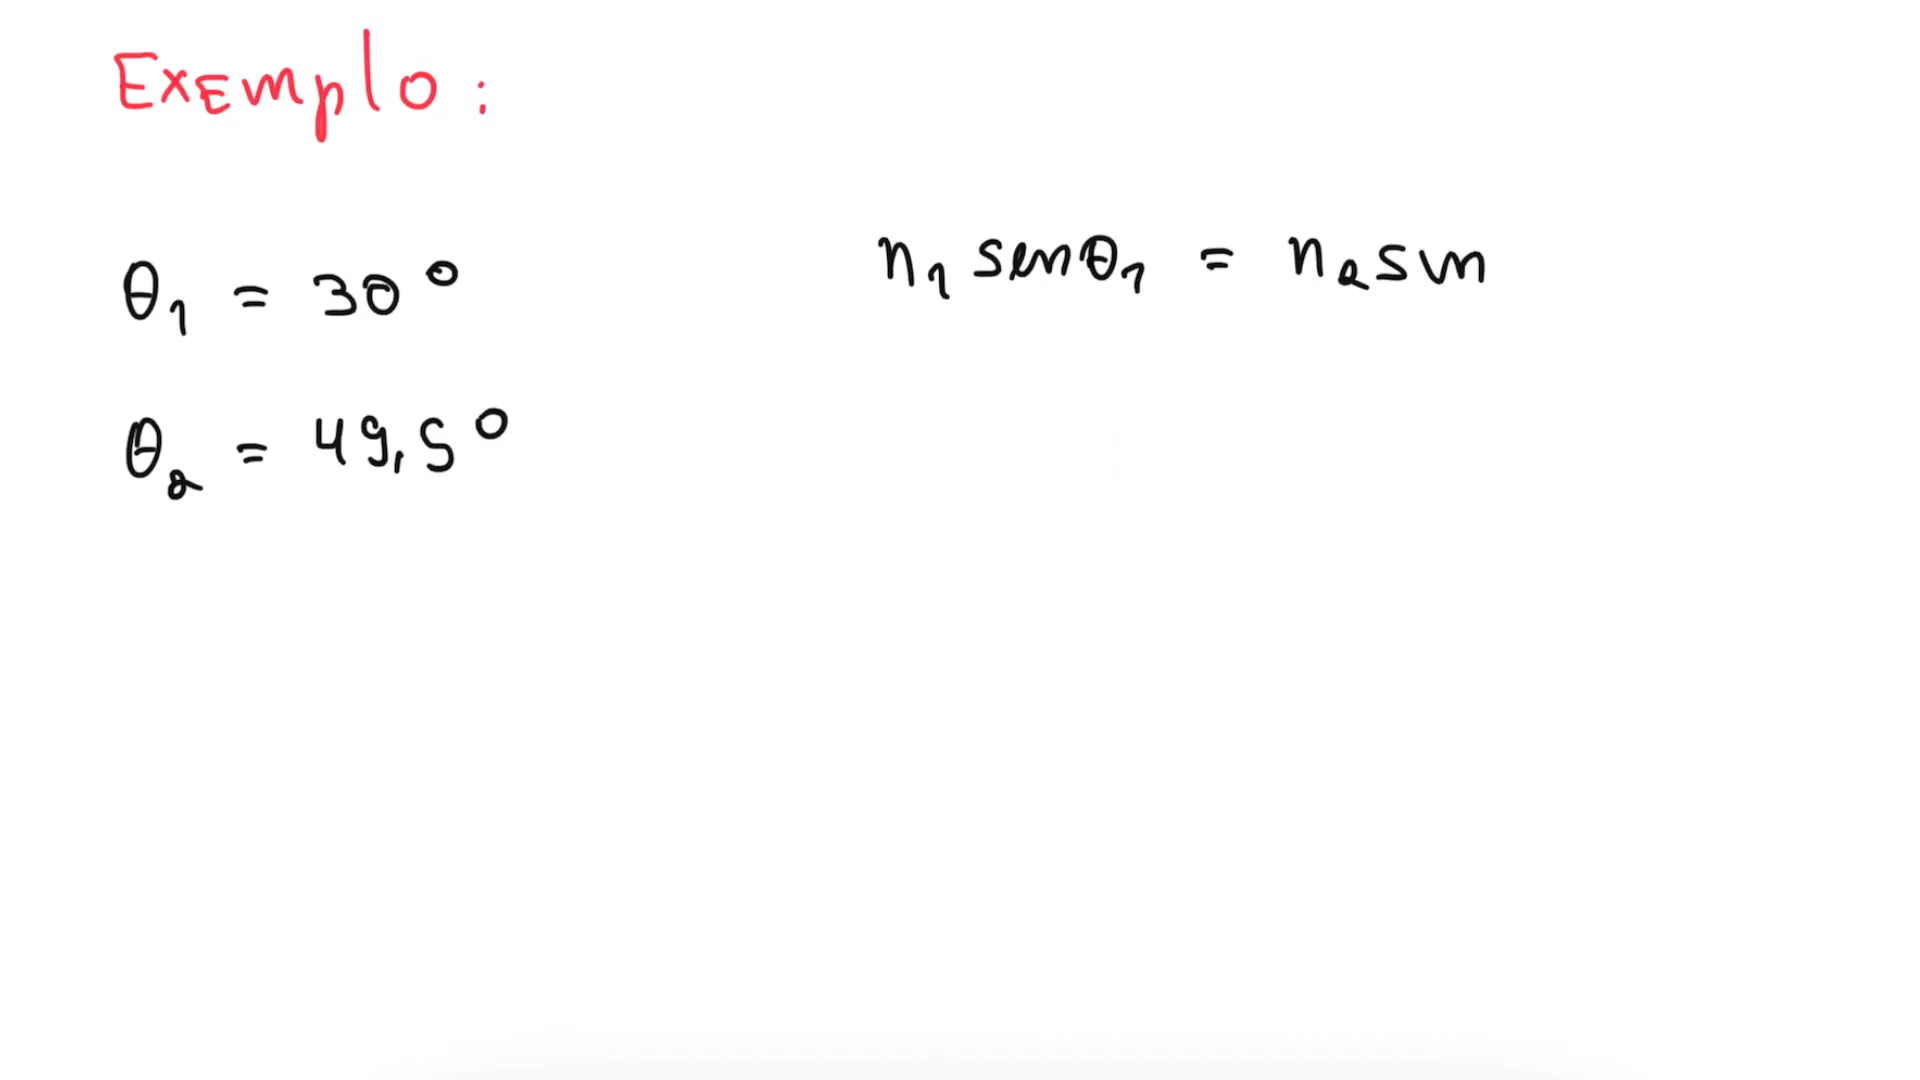 Exemplo:
θ₁ = 30°
n₁ senθ₁ = n₂ sen
θ₂ = 49,5°